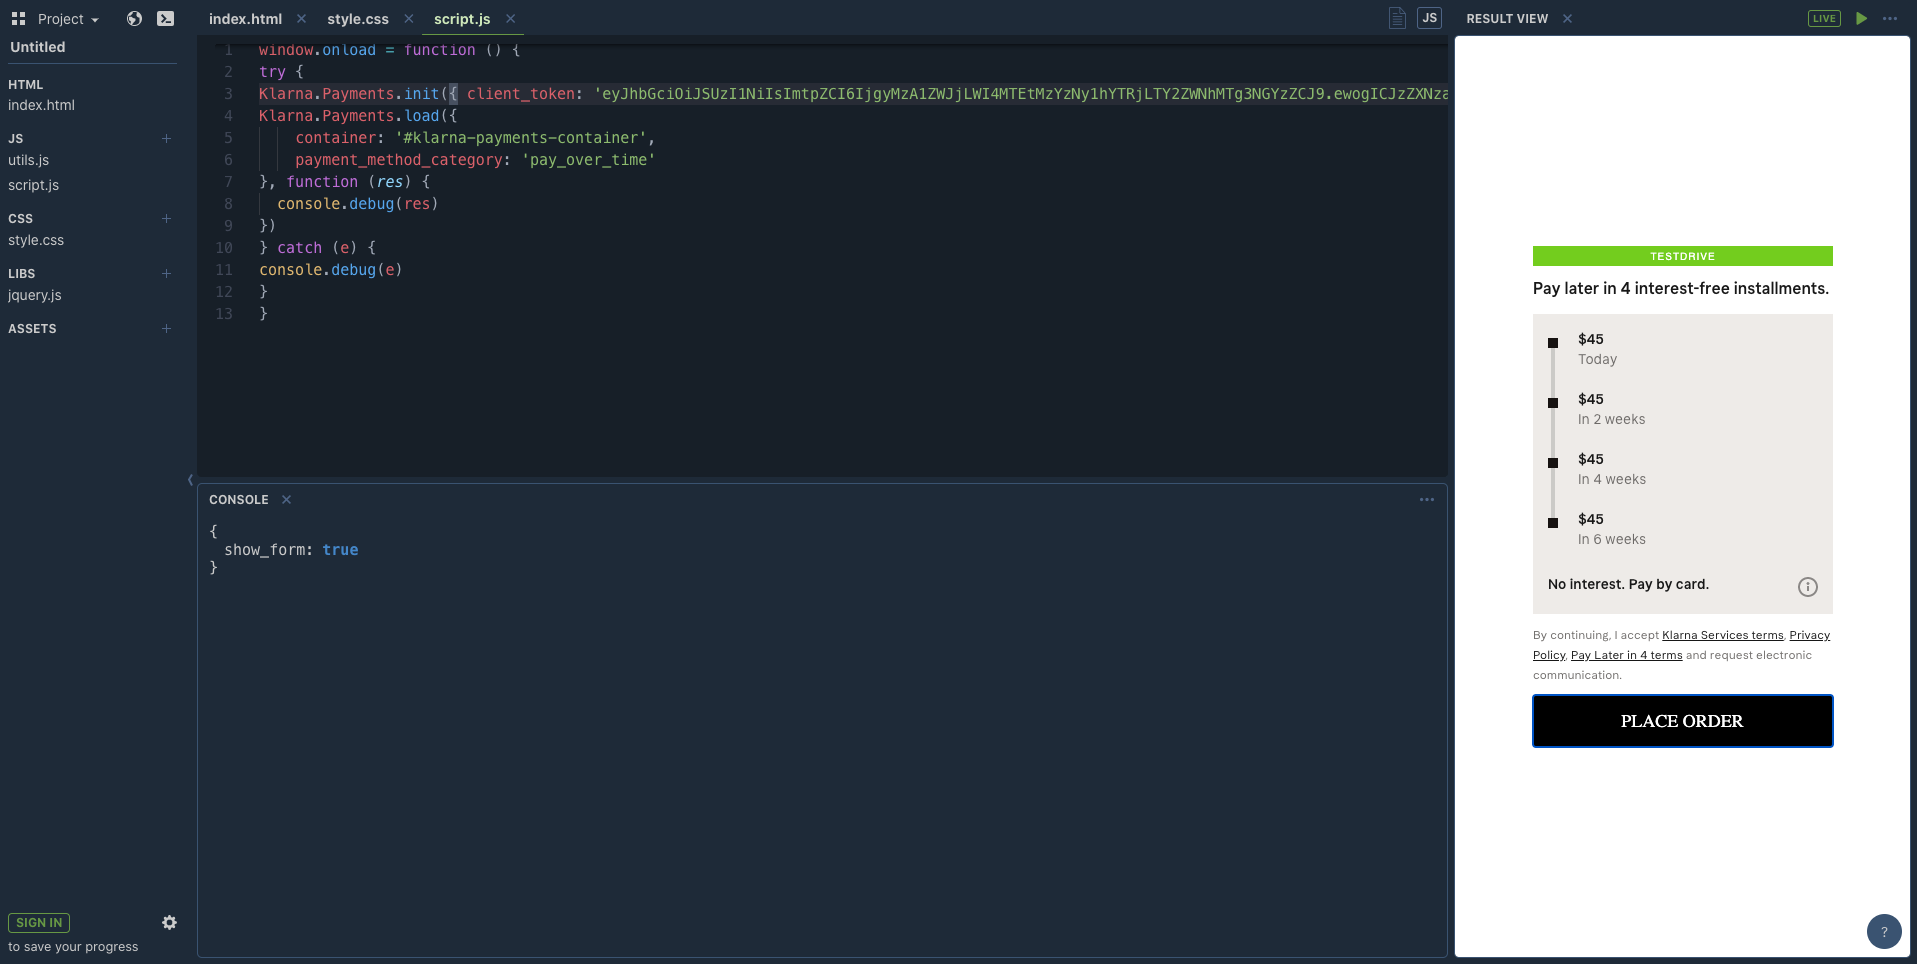 Project
Untitled
HTML
index.html
JS
utils.js
script.js
CSS
style.css
LIBS
jquery.js
ASSETS
SIGN IN
to save your progress
index.html
style.css
script.js
JS
1 window.onload = function () {
2 try {
3 Klarna.Payments.init({ client_token: 'eyJhbGciOiJSUzI1NiIsImtpZCI6IjgyMzA1ZWJjLWI4MTEtMzYzNy1hYTRjLTY2ZWNhMTg3NGYzZCJ9.ewogICJzZXNza
4 Klarna.Payments.load({
5 container: '#klarna-payments-container',
6 payment_method_category: 'pay_over_time'
7 }, function (res) {
8 console.debug(res)
9 })
10 } catch (e) {
11 console.debug(e)
12 }
13 }
CONSOLE
{
show_form: true
}
RESULT VIEW
LIVE
TESTDRIVE
Pay later in 4 interest-free installments.
$45
Today
$45
In 2 weeks
$45
In 4 weeks
$45
In 6 weeks
No interest. Pay by card.
By continuing, I accept Klarna Services terms, Privacy
Policy, Pay Later in 4 terms and request electronic
communication.
PLACE ORDER
?